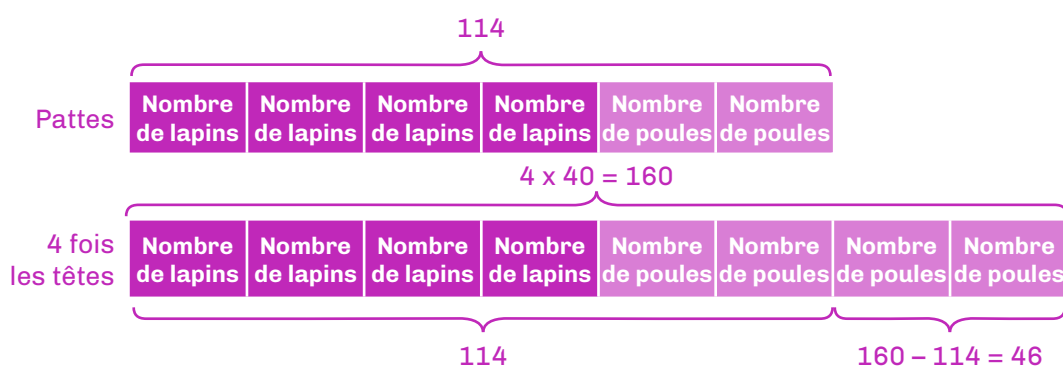 114
Pattes
Nombre de lapins
Nombre de lapins
Nombre de lapins
Nombre de lapins
Nombre de poules
Nombre de poules
4 x 40 = 160
4 fois les têtes
Nombre de lapins
Nombre de lapins
Nombre de lapins
Nombre de lapins
Nombre de poules
Nombre de poules
Nombre de poules
Nombre de poules
114
160 – 114 = 46